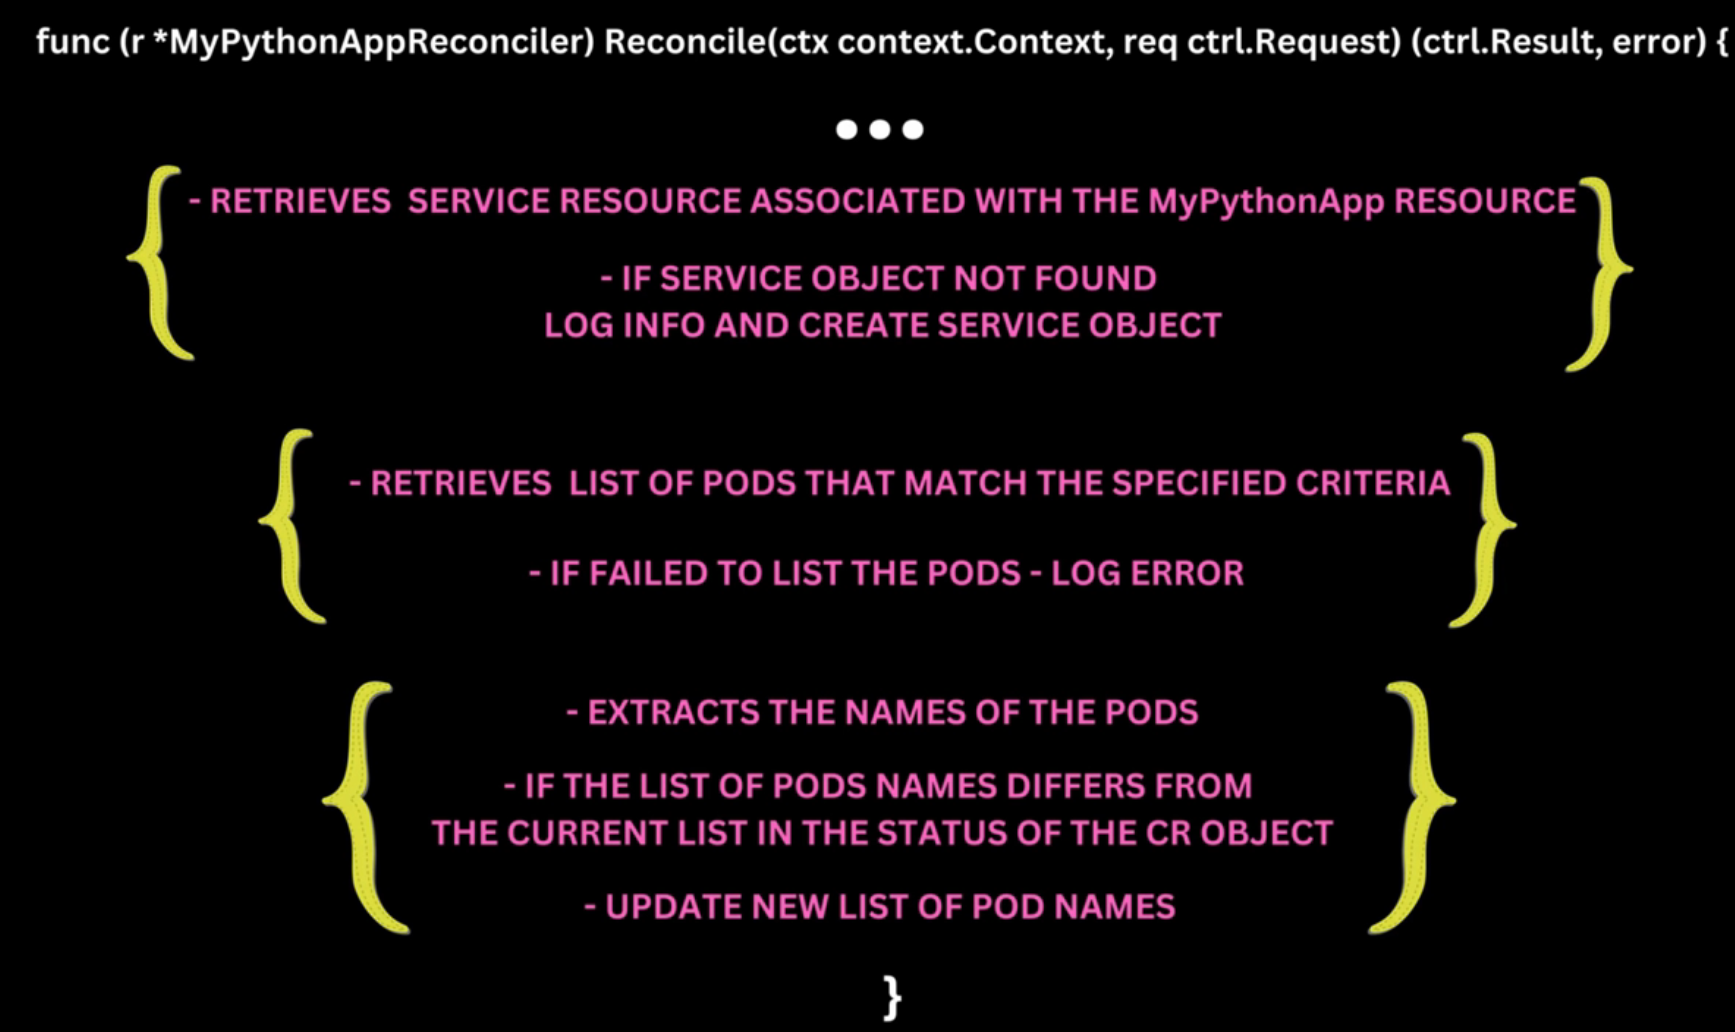 func (r *MyPythonAppReconciler) Reconcile(ctx context.Context, req ctrl.Request) (ctrl.Result, error) {
...
- RETRIEVES SERVICE RESOURCE ASSOCIATED WITH THE MyPythonApp RESOURCE
- IF SERVICE OBJECT NOT FOUND
LOG INFO AND CREATE SERVICE OBJECT
- RETRIEVES LIST OF PODS THAT MATCH THE SPECIFIED CRITERIA
- IF FAILED TO LIST THE PODS - LOG ERROR
- EXTRACTS THE NAMES OF THE PODS
- IF THE LIST OF PODS NAMES DIFFERS FROM
THE CURRENT LIST IN THE STATUS OF THE CR OBJECT
- UPDATE NEW LIST OF POD NAMES
}